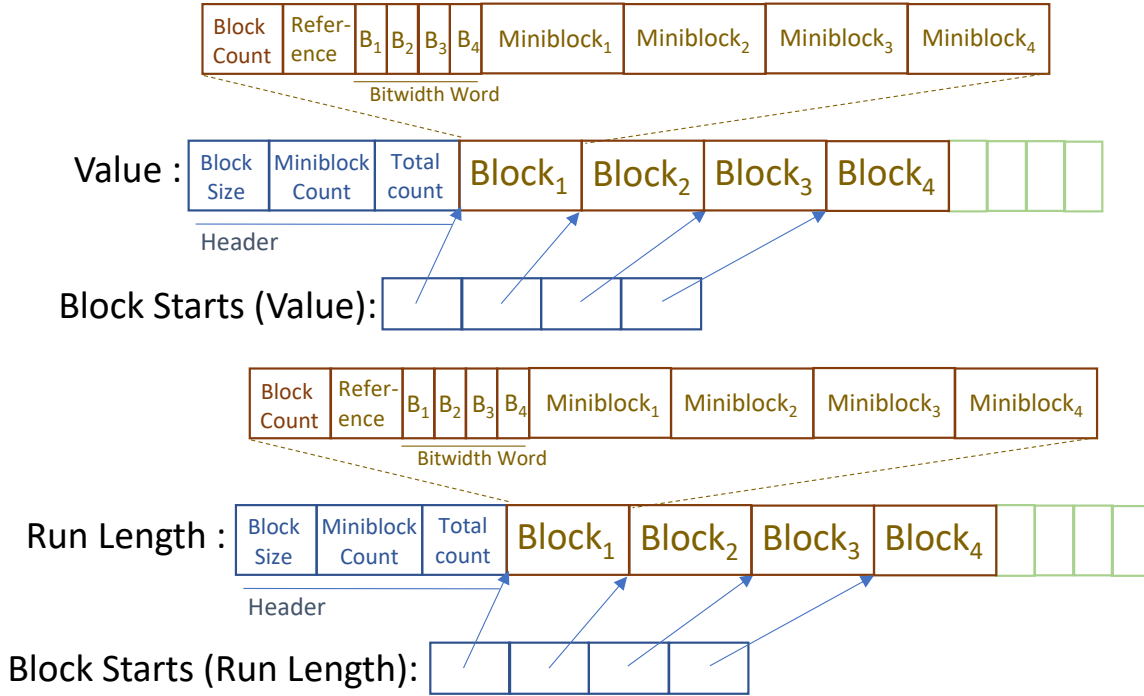 Block Count Refer-ence B₁ B₂ B₃ B₄ Miniblock₁ Miniblock₂ Miniblock₃ Miniblock₄
Bitwidth Word
Value : Block Size Miniblock Count Total count Block₁ Block₂ Block₃ Block₄
Header
Block Starts (Value):
Block Count Refer-ence B₁ B₂ B₃ B₄ Miniblock₁ Miniblock₂ Miniblock₃ Miniblock₄
Bitwidth Word
Run Length : Block Size Miniblock Count Total count Block₁ Block₂ Block₃ Block₄
Header
Block Starts (Run Length):